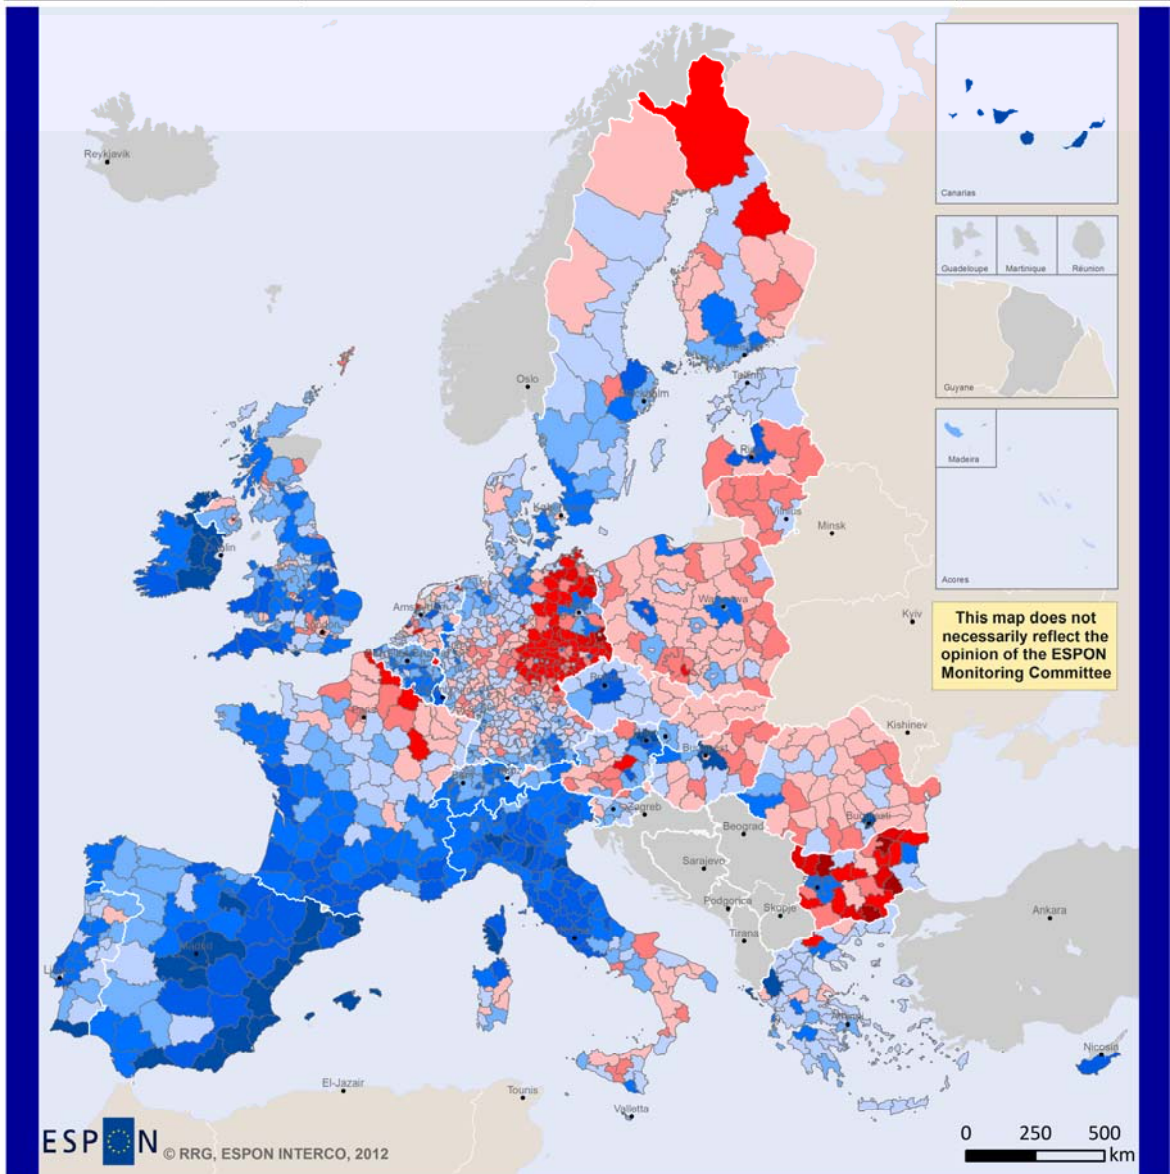 Reykjavik
Oslo
Tallinn
Minsk
Vilnius
Kyiv
Kishinev
Zagreb
Beograd
Sarajevo
Podgorica
Skopje
Tirana
Ankara
Nicosia
Madrid
El-Jazair
Tounis
Valletta
Canarias
Guadeloupe
Martinique
Réunion
Guyane
Madeira
Acores
This map does not
necessarily reflect the
opinion of the ESPON
Monitoring Committee
ESPON
© RRG, ESPON INTERCO, 2012
0 250 500
km